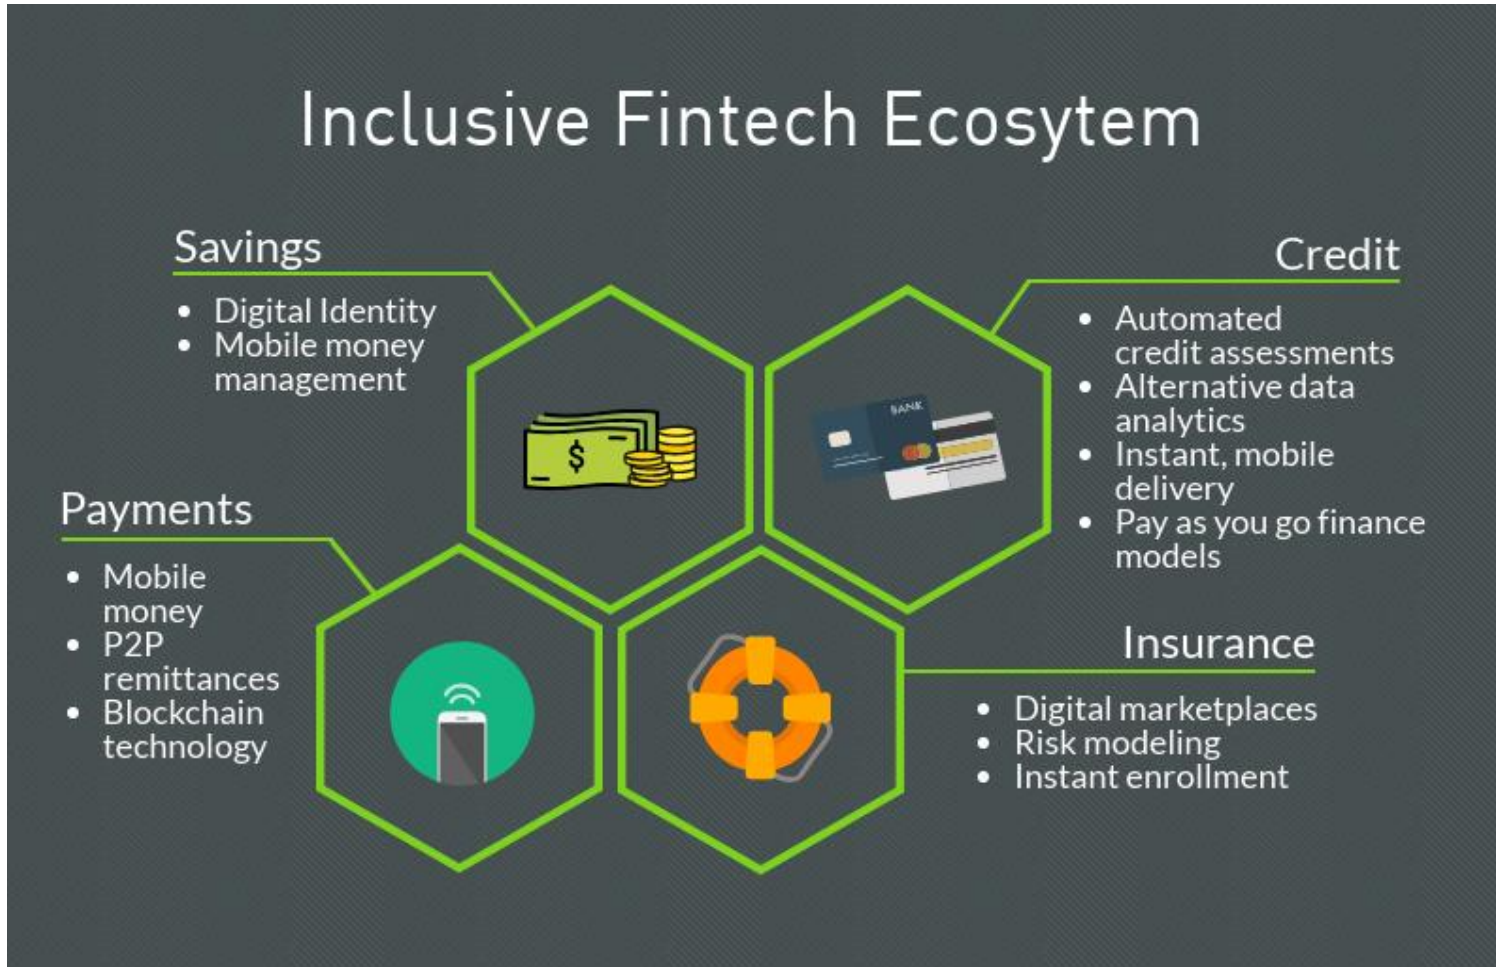 Inclusive Fintech Ecosytem
Savings
• Digital Identity
• Mobile money
management
Credit
• Automated
credit assessments
• Alternative data
analytics
• Instant, mobile
delivery
• Pay as you go finance
models
Payments
• Mobile
money
• P2P
remittances
• Blockchain
technology
Insurance
• Digital marketplaces
• Risk modeling
• Instant enrollment
$
BANK